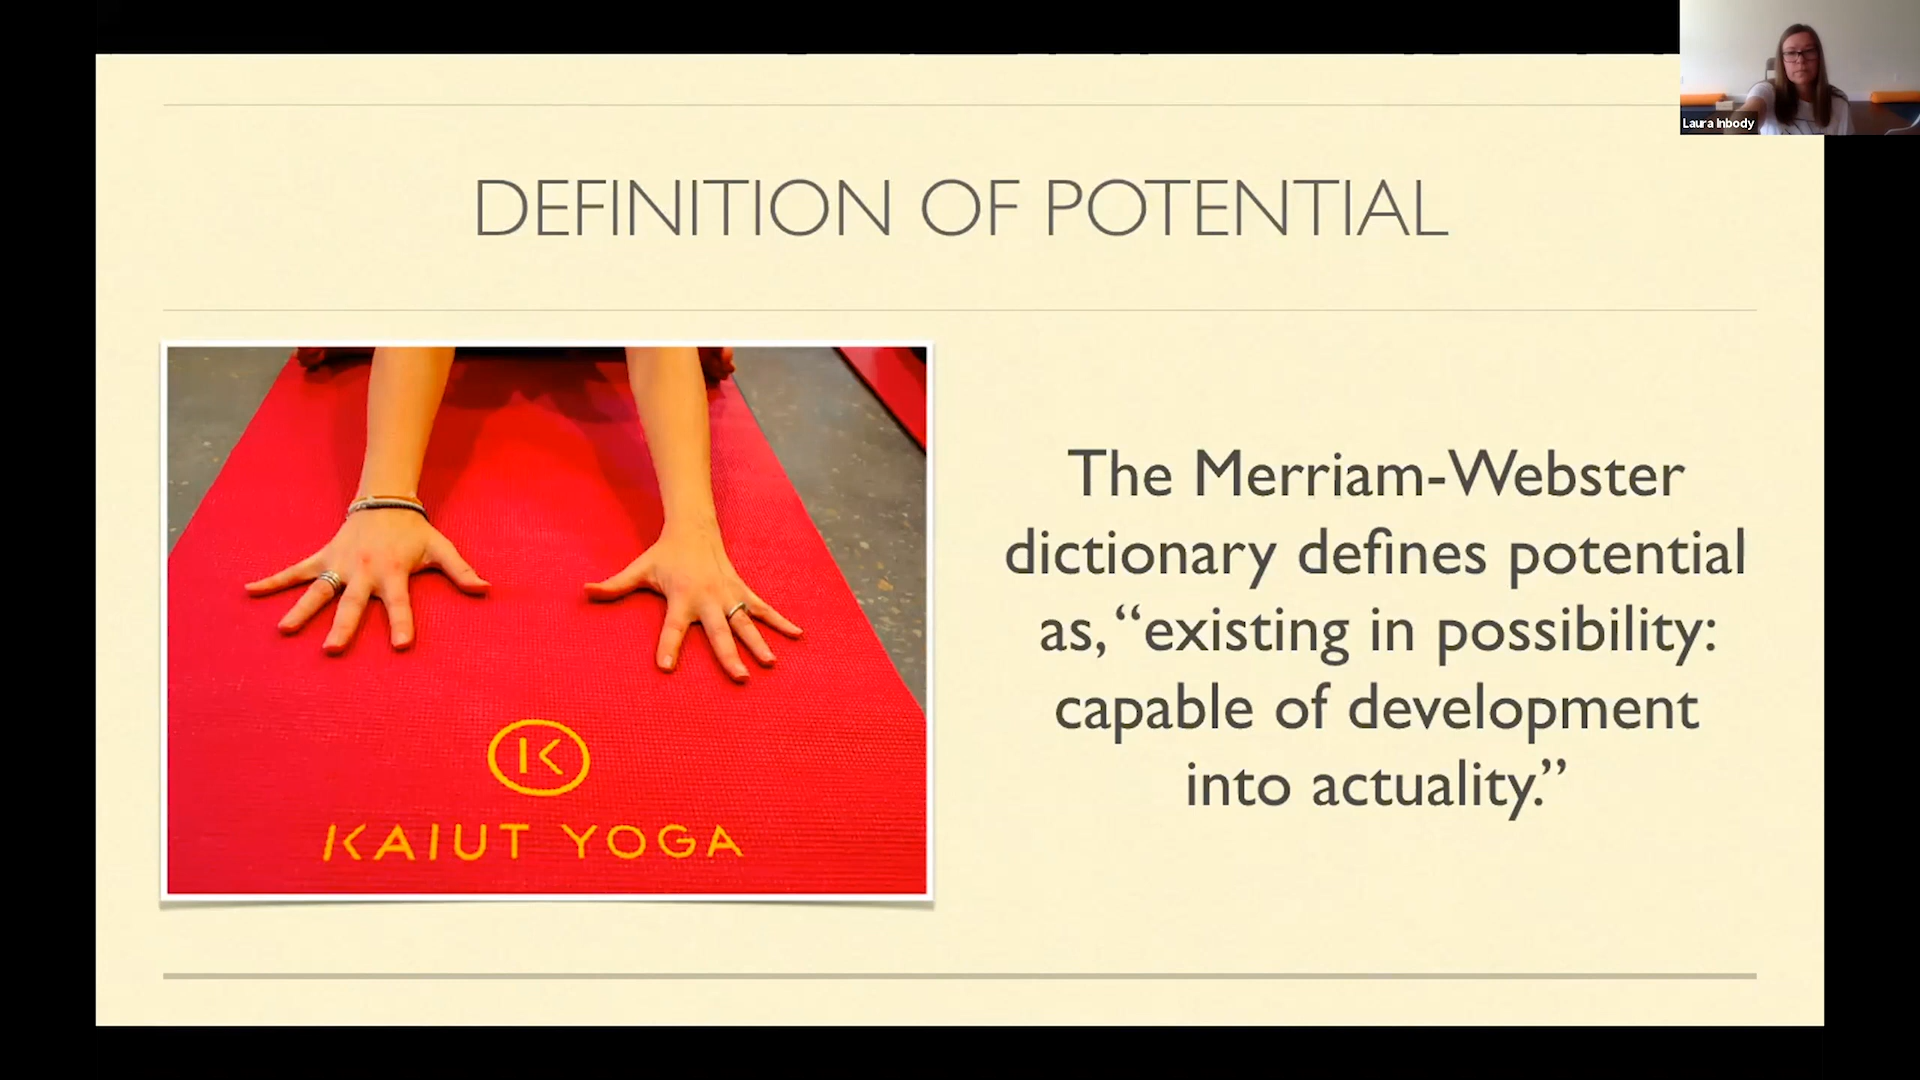 Laura Inbody
DEFINITION OF POTENTIAL
The Merriam-Webster
dictionary defines potential
as, “existing in possibility:
capable of development
into actuality.”
K
KAIUT YOGA